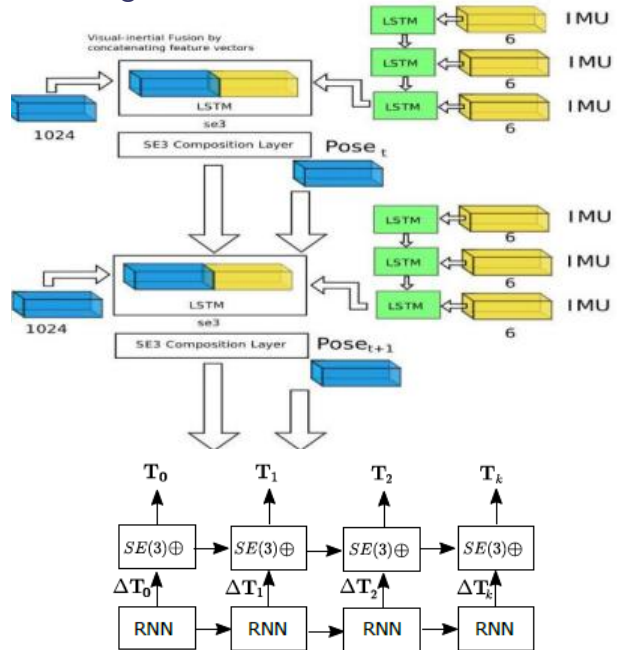 Visual-inertial Fusion by
concatenating feature vectors
LSTM
6
IMU
LSTM
6
IMU
LSTM
6
IMU
1024
LSTM
se3
SE3 Composition Layer
Pose t
LSTM
6
IMU
LSTM
6
IMU
LSTM
6
IMU
1024
LSTM
se3
SE3 Composition Layer
Pose t+1
T₀ T₁ T₂ T_k
SE(3)⊕ SE(3)⊕ SE(3)⊕ SE(3)⊕
ΔT₀ ΔT₁ ΔT₂ ΔT_k
RNN RNN RNN RNN